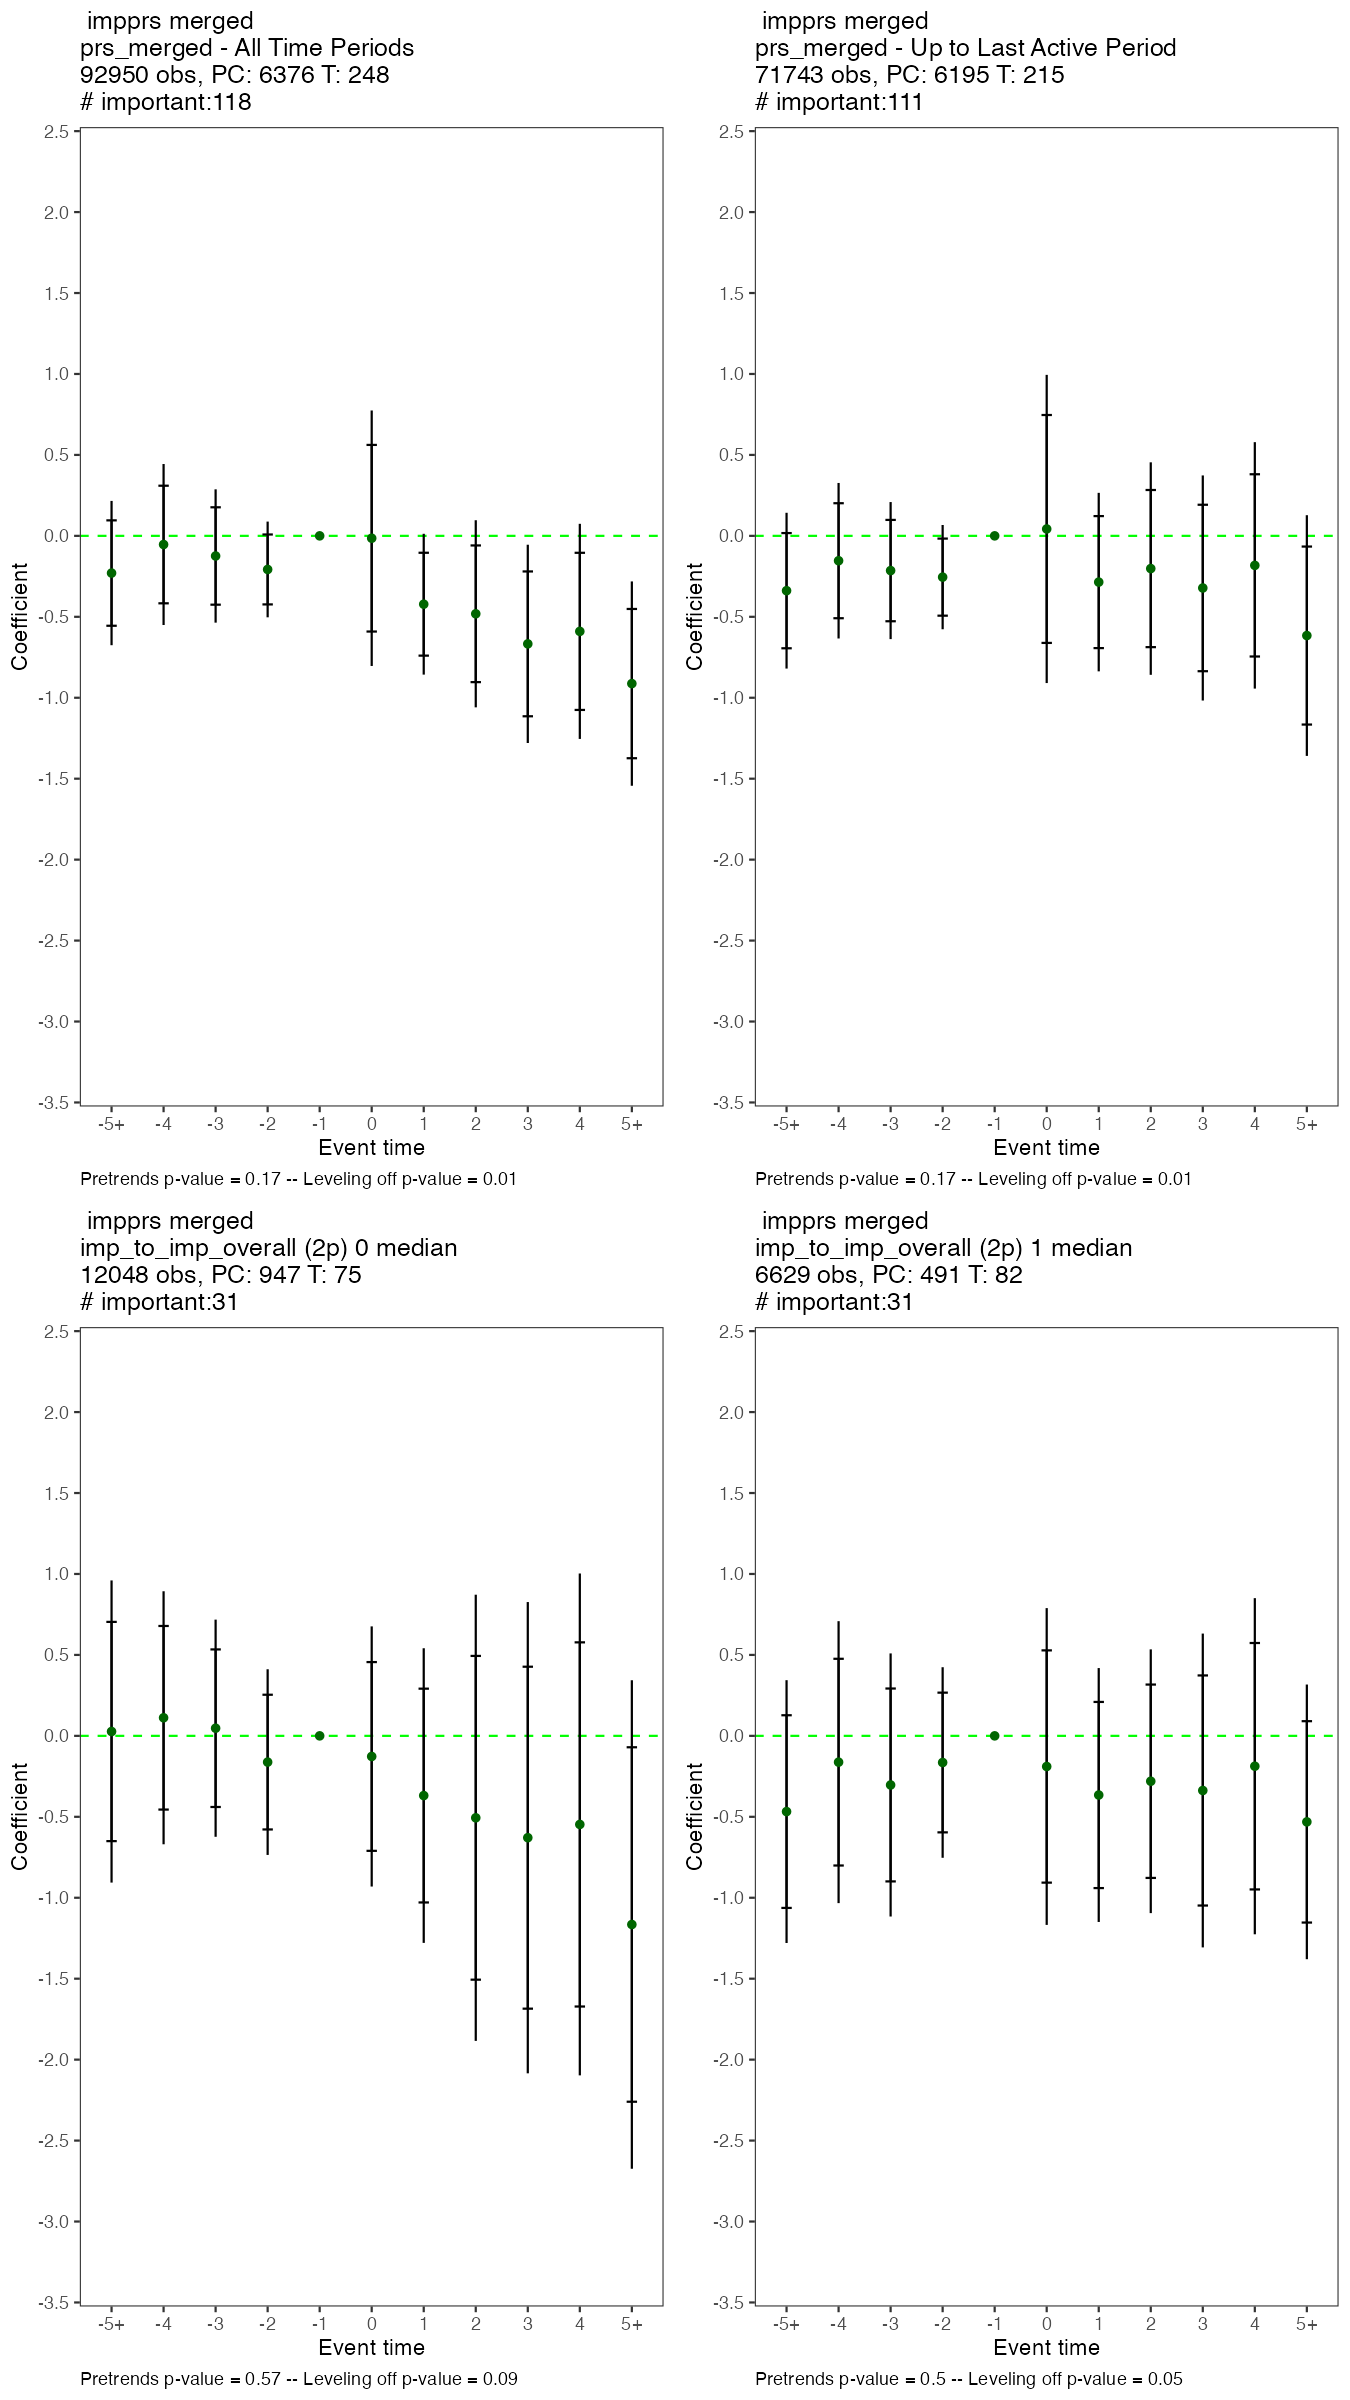 impprs merged
prs_merged - All Time Periods
92950 obs, PC: 6376 T: 248
# important:118
2.5
2.0
1.5
1.0
0.5
0.0
-0.5
-1.0
-1.5
-2.0
-2.5
-3.0
-3.5
Coefficient
-5+ -4 -3 -2 -1 0 1 2 3 4 5+
Event time
Pretrends p-value = 0.17 -- Leveling off p-value = 0.01
impprs merged
prs_merged - Up to Last Active Period
71743 obs, PC: 6195 T: 215
# important:111
2.5
2.0
1.5
1.0
0.5
0.0
-0.5
-1.0
-1.5
-2.0
-2.5
-3.0
-3.5
Coefficient
-5+ -4 -3 -2 -1 0 1 2 3 4 5+
Event time
Pretrends p-value = 0.17 -- Leveling off p-value = 0.01
impprs merged
imp_to_imp_overall (2p) 0 median
12048 obs, PC: 947 T: 75
# important:31
2.5
2.0
1.5
1.0
0.5
0.0
-0.5
-1.0
-1.5
-2.0
-2.5
-3.0
-3.5
Coefficient
-5+ -4 -3 -2 -1 0 1 2 3 4 5+
Event time
Pretrends p-value = 0.57 -- Leveling off p-value = 0.09
impprs merged
imp_to_imp_overall (2p) 1 median
6629 obs, PC: 491 T: 82
# important:31
2.5
2.0
1.5
1.0
0.5
0.0
-0.5
-1.0
-1.5
-2.0
-2.5
-3.0
-3.5
Coefficient
-5+ -4 -3 -2 -1 0 1 2 3 4 5+
Event time
Pretrends p-value = 0.5 -- Leveling off p-value = 0.05